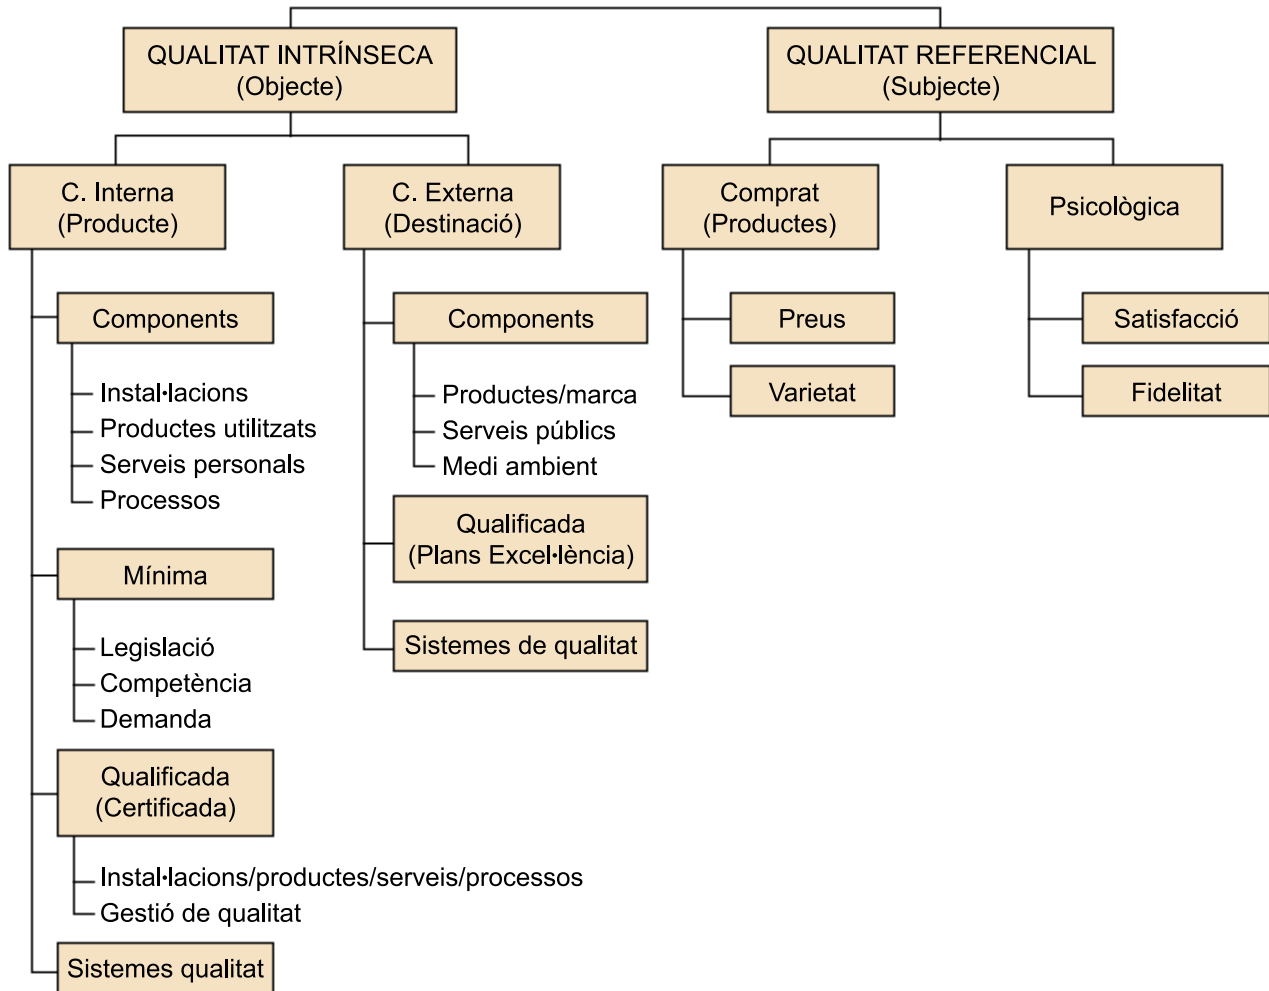 QUALITAT INTRÍNSECA
(Objecte)
QUALITAT REFERENCIAL
(Subjecte)
C. Interna
(Producte)
C. Externa
(Destinació)
Comprat
(Productes)
Psicològica
Components
Instal·lacions
Productes utilitzats
Serveis personals
Processos
Mínima
Legislació
Competència
Demanda
Qualificada
(Certificada)
Instal·lacions/productes/serveis/processos
Gestió de qualitat
Sistemes qualitat
Components
Productes/marca
Serveis públics
Medi ambient
Qualificada
(Plans Excel·lència)
Sistemes de qualitat
Preus
Varietat
Satisfacció
Fidelitat